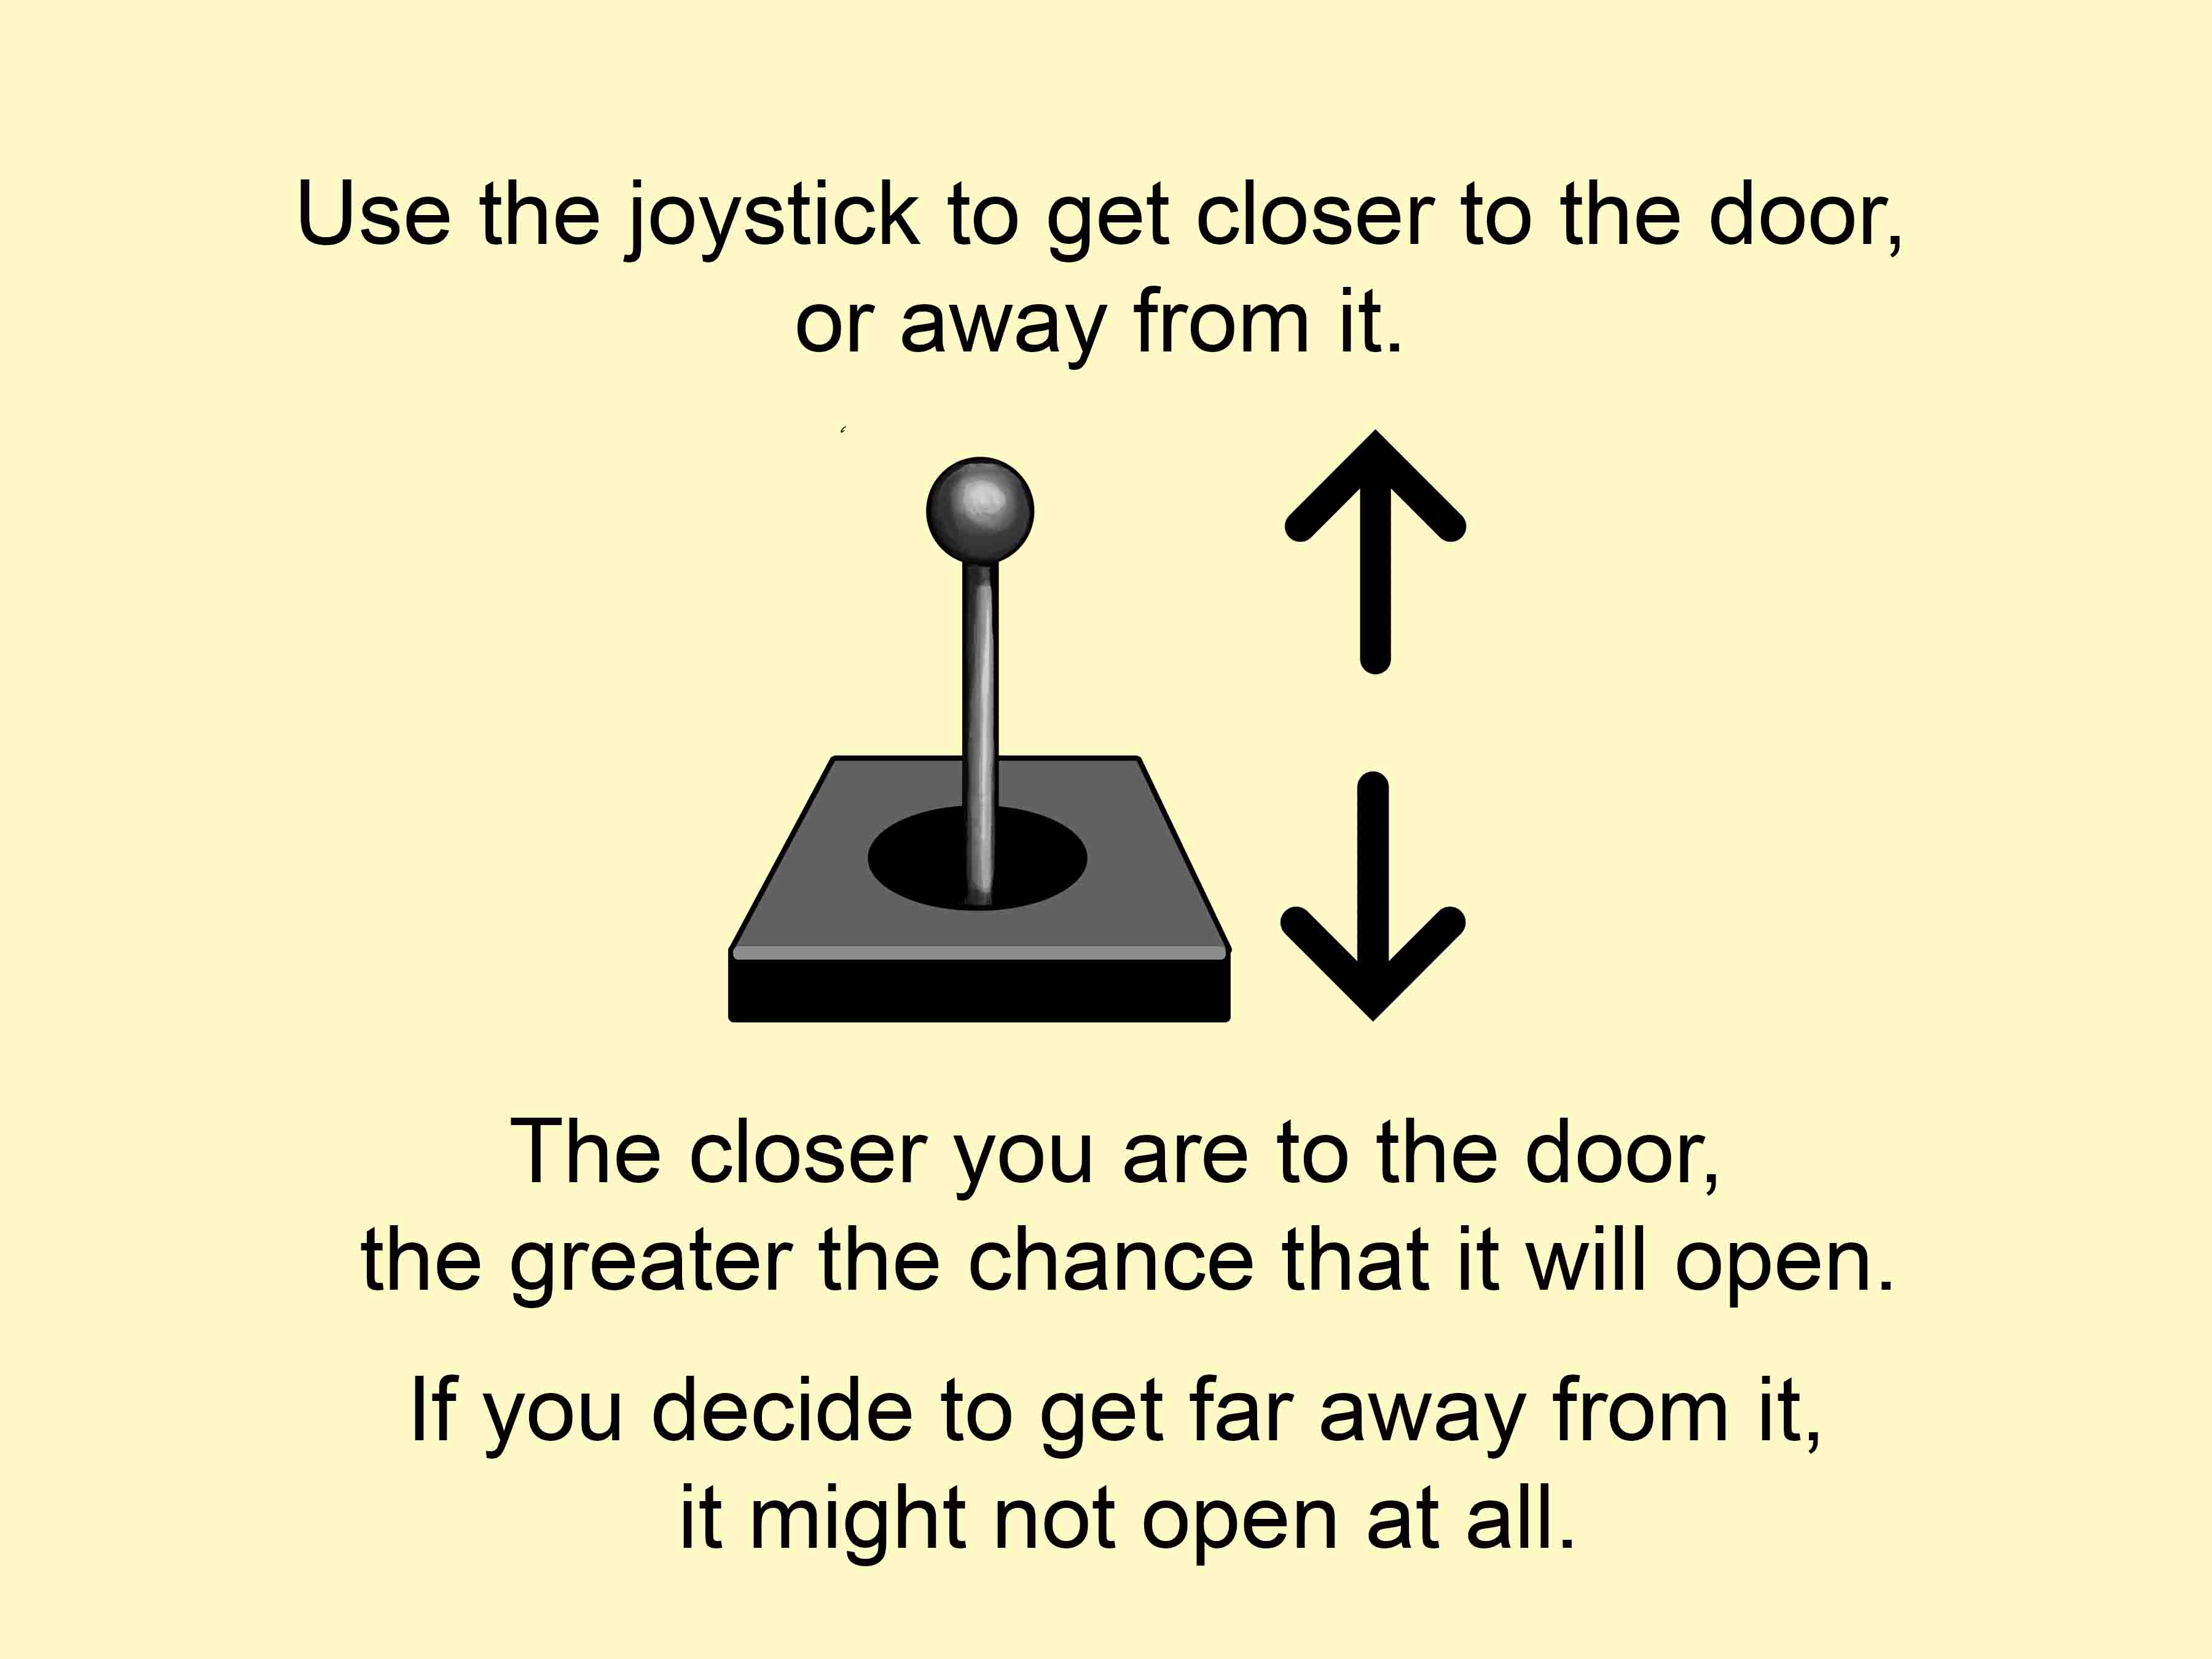 Use the joystick to get closer to the door,
or away from it.
The closer you are to the door,
the greater the chance that it will open.
If you decide to get far away from it,
it might not open at all.